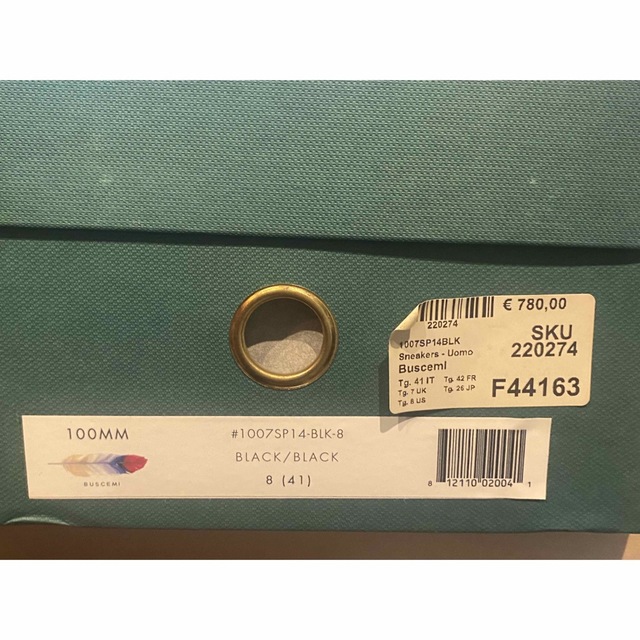 € 780,00
220274
1007SP14BLK
Sneakers - Uomo
Buscemi
Tg. 41 IT Tg. 42 FR
Tg. 7 UK Tg. 26 JP
Tg. 8 US
SKU
220274
F44163
100MM
BUSCEMI
#1007SP14-BLK-8
BLACK/BLACK
8 (41)
8 12110 02004 1